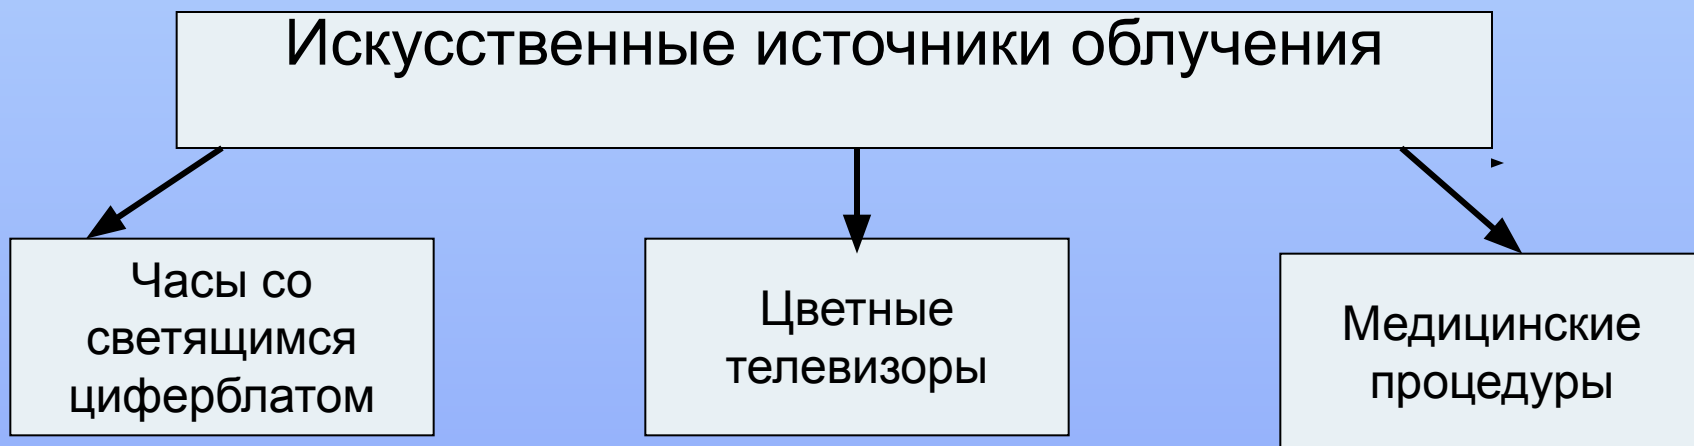 Искусственные источники облучения
Часы со
светящимся
циферблатом
Цветные
телевизоры
Медицинские
процедуры